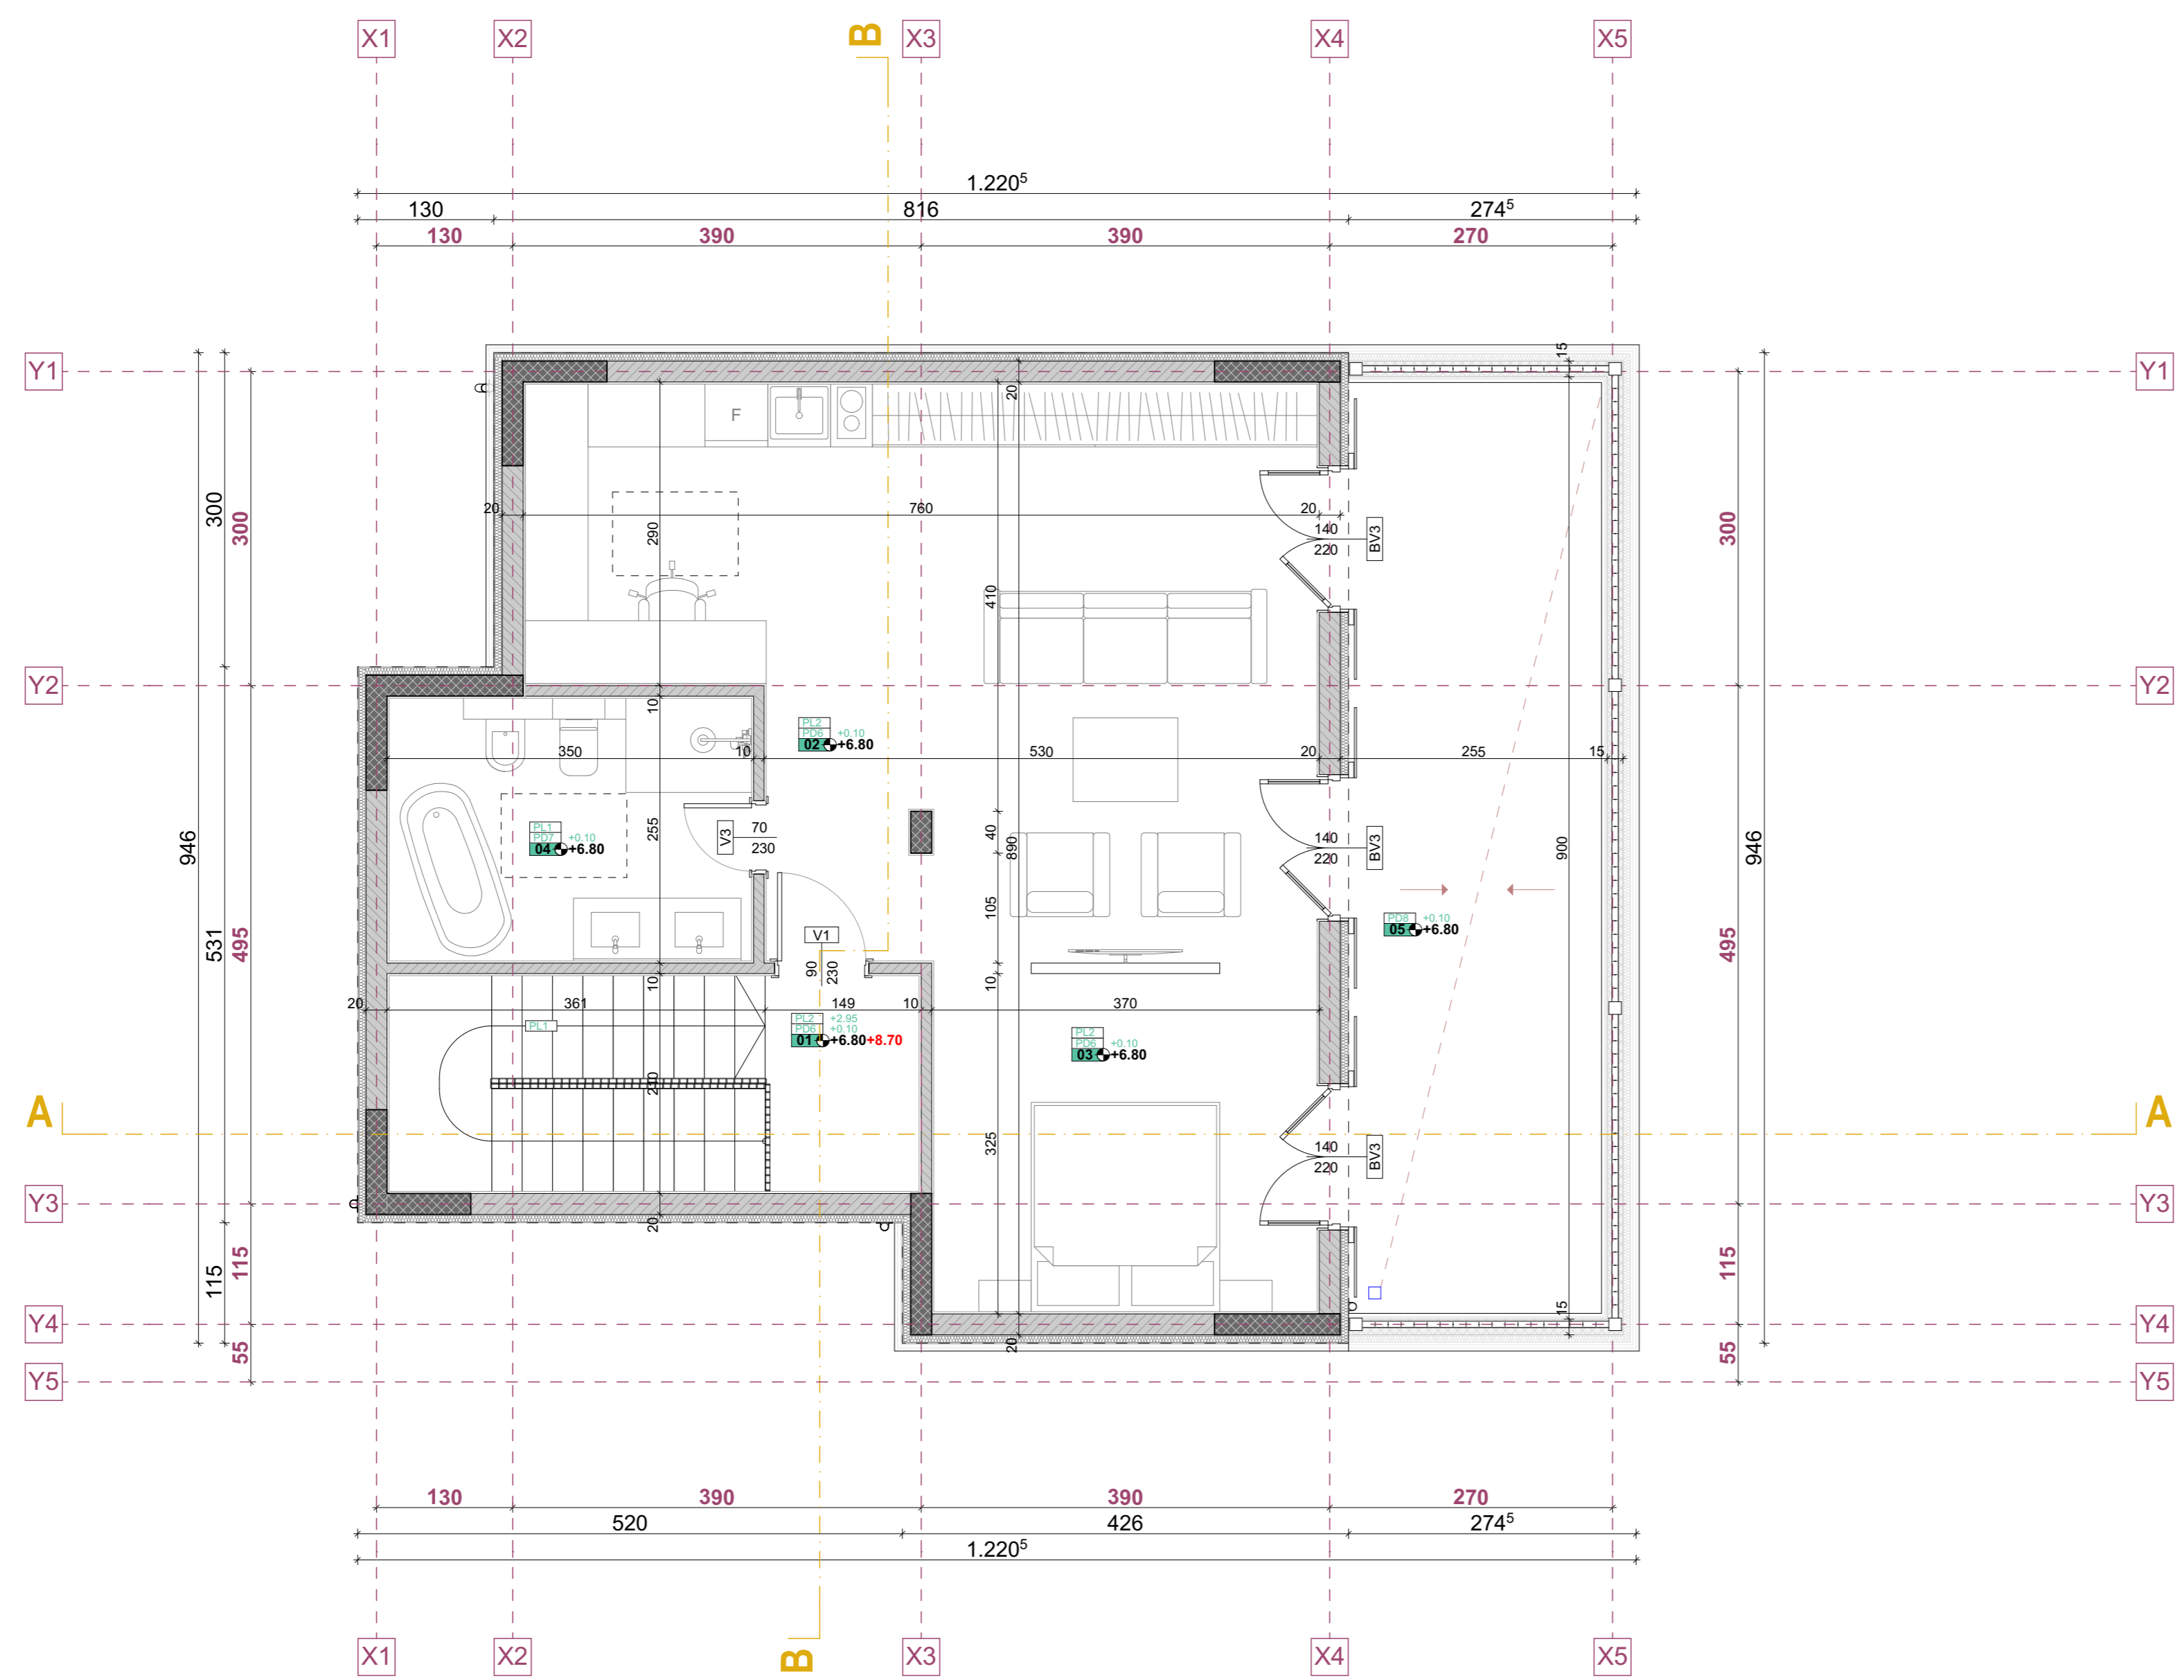 X1 X2 B X3 X4 X5
1.220⁵
130 816 274⁵
130 390 390 270
Y1 Y1
15
20
F
300 300 300
20 760 20
290
140
220
BV3
410
Y2 Y2
10
PL2
PD6 +0.10
02 +6.80
350 10 530 20 255 15
PL1
PD7 +0.10
04 +6.80
255
V3
70
230
40
890
140
220
BV3
900
946 946
105
531 495 495
PD8 +0.10
05 +6.80
V1
90
230
10 10
20 361 149 10 370
PL1
PL2 +2.95
PD6 +0.10
01 +6.80+8.70
PL2
PD6 +0.10
03 +6.80
210
A A
325
140
220
BV3
Y3 Y3
20
115 115 115
15
Y4 Y4
20
55 55
Y5 Y5
130 390 390 270
520 426 274⁵
1.220⁵
X1 X2 B X3 X4 X5